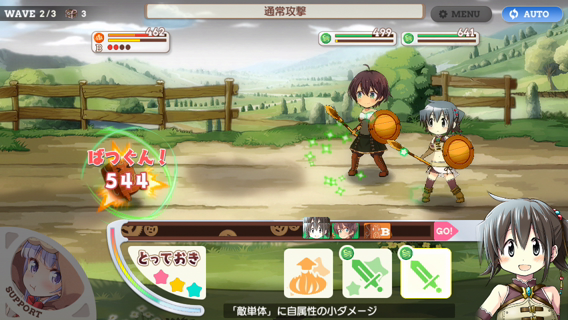 WAVE 2/3 3
通常攻撃
MENU
AUTO
462
B
499
641
ばつぐん!
544
B
GO!
とっておき
SUPPORT
「敵単体」に自属性の小ダメージ